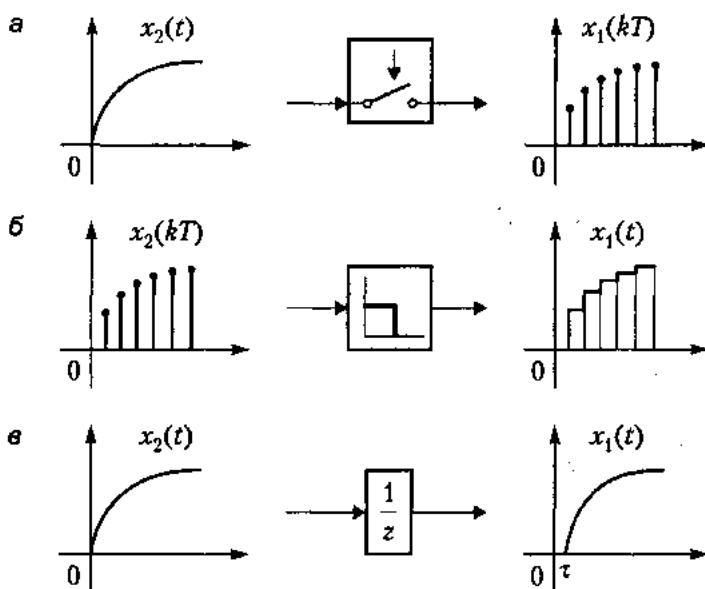 а x₂(t) x₁(kT)
0 0
б x₂(kT) x₁(t)
0 0
в x₂(t) 1/z x₁(t)
0 0 τ